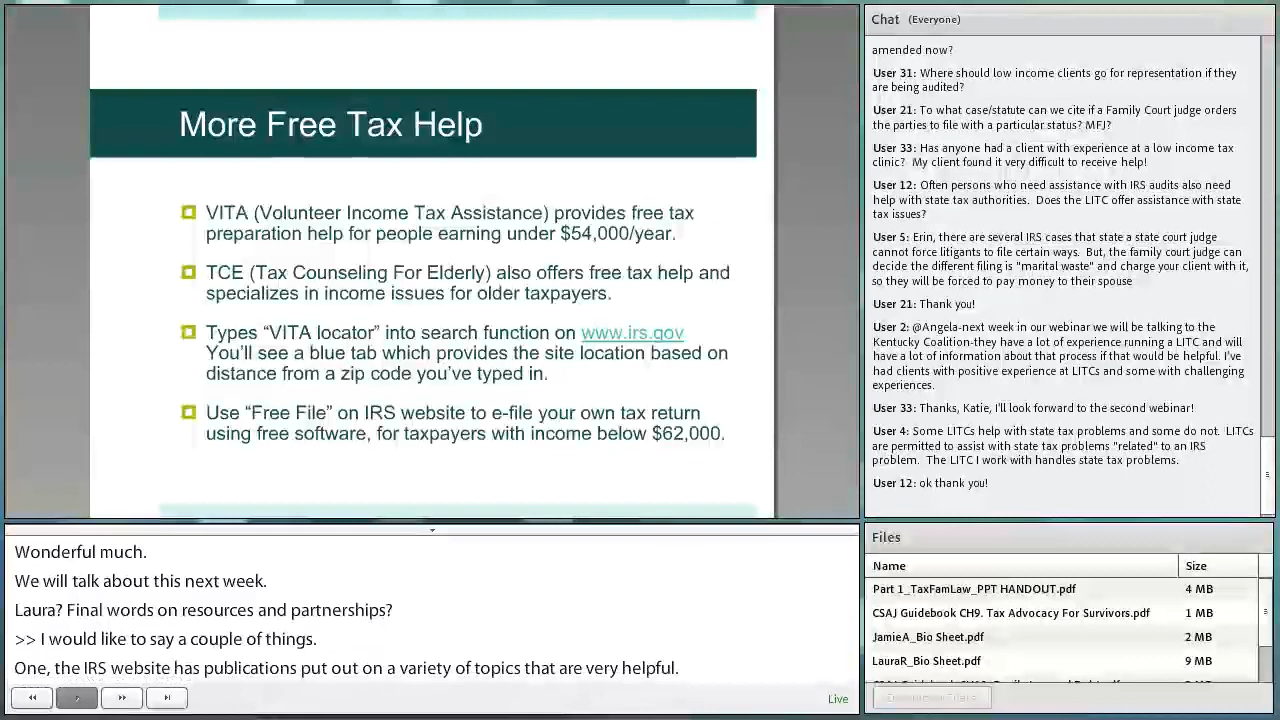 More Free Tax Help
VITA (Volunteer Income Tax Assistance) provides free tax
preparation help for people earning under $54,000/year.
TCE (Tax Counseling For Elderly) also offers free tax help and
specializes in income issues for older taxpayers.
Types “VITA locator” into search function on www.irs.gov
You’ll see a blue tab which provides the site location based on
distance from a zip code you’ve typed in.
Use “Free File” on IRS website to e-file your own tax return
using free software, for taxpayers with income below $62,000.
Wonderful much.
We will talk about this next week.
Laura? Final words on resources and partnerships?
>> I would like to say a couple of things.
One, the IRS website has publications put out on a variety of topics that are very helpful.
Live
Chat (Everyone)
amended now?
User 31: Where should low income clients go for representation if they
are being audited?
User 21: To what case/statute can we cite if a Family Court judge orders
the parties to file with a particular status? MFJ?
User 33: Has anyone had a client with experience at a low income tax
clinic? My client found it very difficult to receive help!
User 12: Often persons who need assistance with IRS audits also need
help with state tax authorities. Does the LITC offer assistance with state
tax issues?
User 5: Erin, there are several IRS cases that state a state court judge
cannot force litigants to file certain ways. But, the family court judge can
decide the different filing is "marital waste" and charge your client with it,
so they will be forced to pay money to their spouse
User 21: Thank you!
User 2: @Angela-next week in our webinar we will be talking to the
Kentucky Coalition-they have a lot of experience running a LITC and will
have a lot of information about that process if that would be helpful. I've
had clients with positive experience at LITCs and some with challenging
experiences.
User 33: Thanks, Katie, I'll look forward to the second webinar!
User 4: Some LITCs help with state tax problems and some do not. LITCs
are permitted to assist with state tax problems "related" to an IRS
problem. The LITC I work with handles state tax problems.
User 12: ok thank you!
Files
Name Size
Part 1_TaxFamLaw_PPT HANDOUT.pdf 4 MB
CSAJ Guidebook CH9. Tax Advocacy For Survivors.pdf 1 MB
JamieA_Bio Sheet.pdf 2 MB
LauraR_Bio Sheet.pdf 9 MB